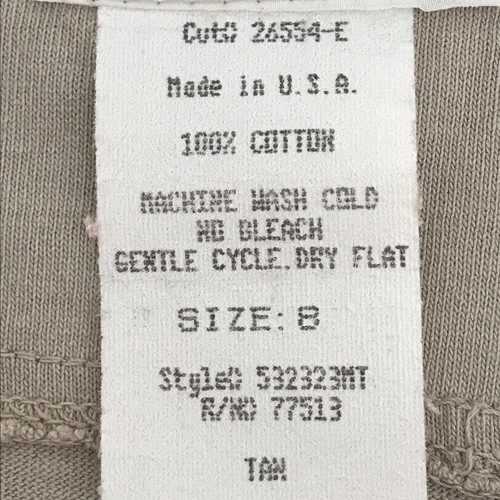 Cut# 26554-E
Made in U.S.A.
100% COTTON
MACHINE WASH COLD
NO BLEACH
GENTLE CYCLE.DRY FLAT
SIZE: 8
Style# 532323MT
R/N# 77513
TAN